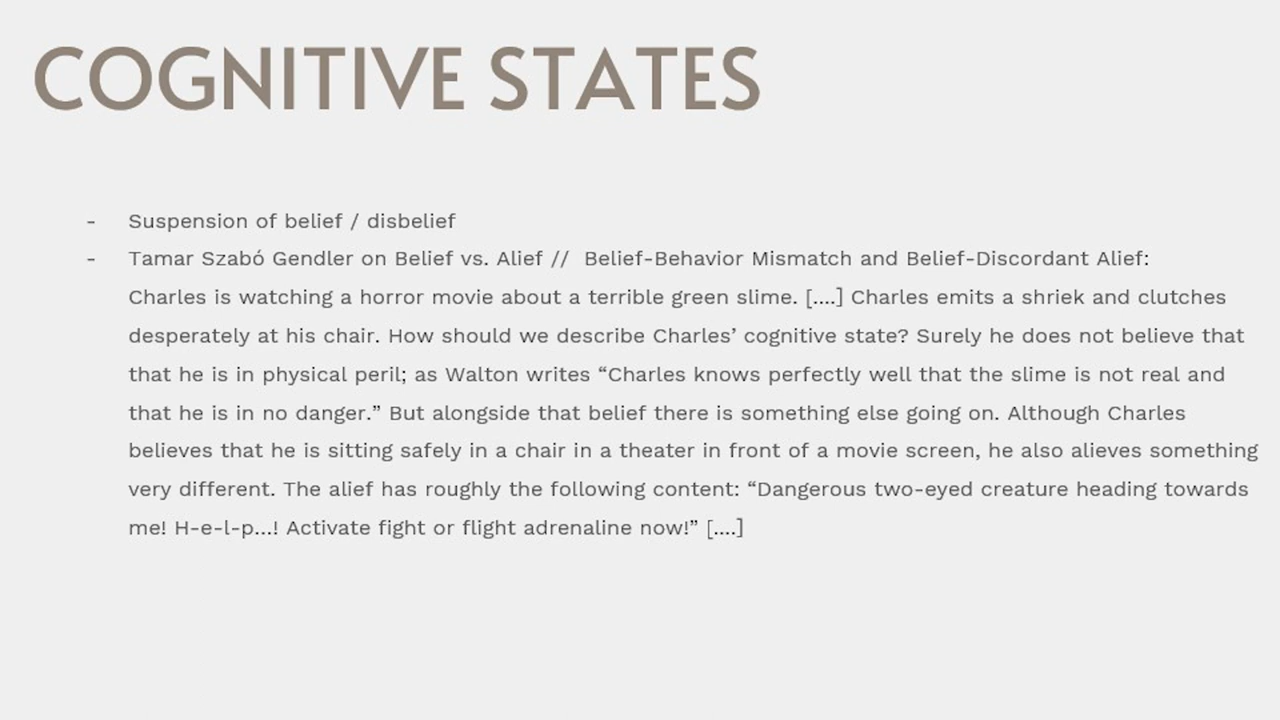 COGNITIVE STATES
- Suspension of belief / disbelief
- Tamar Szabó Gendler on Belief vs. Alief //  Belief-Behavior Mismatch and Belief-Discordant Alief:
Charles is watching a horror movie about a terrible green slime. [....] Charles emits a shriek and clutches
desperately at his chair. How should we describe Charles’ cognitive state? Surely he does not believe that
that he is in physical peril; as Walton writes “Charles knows perfectly well that the slime is not real and
that he is in no danger.” But alongside that belief there is something else going on. Although Charles
believes that he is sitting safely in a chair in a theater in front of a movie screen, he also alieves something
very different. The alief has roughly the following content: “Dangerous two-eyed creature heading towards
me! H-e-l-p...! Activate fight or flight adrenaline now!” [....]